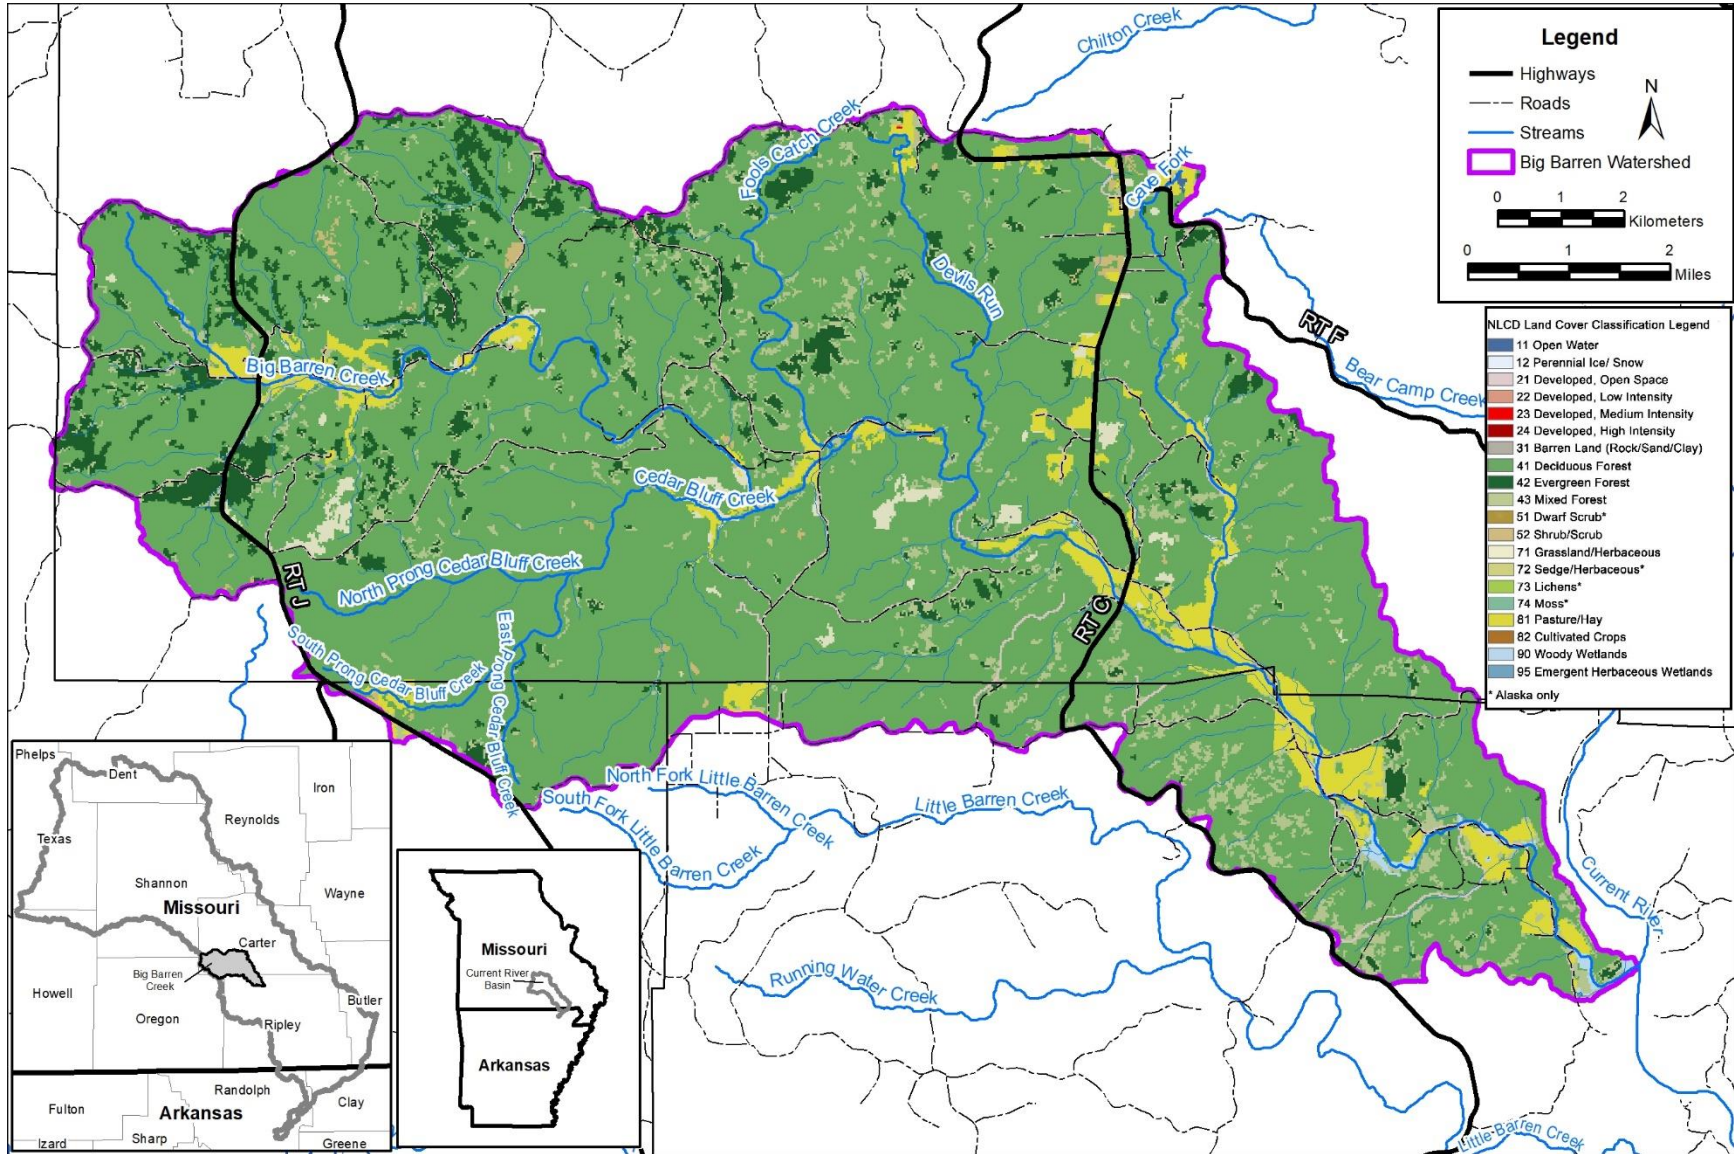 Chilton Creek
Legend
Highways
Roads
Streams
Big Barren Watershed
N
0 1 2
Kilometers
0 1 2
Miles
Fools Catch Creek
Cave Fork
Devils Run
RT F
Bear Camp Creek
Big Barren Creek
Cedar Bluff Creek
North Prong Cedar Bluff Creek
RT J
South Prong Cedar Bluff Creek
East Prong Cedar Bluff Creek
RT C
NLCD Land Cover Classification Legend
11 Open Water
12 Perennial Ice/ Snow
21 Developed, Open Space
22 Developed, Low Intensity
23 Developed, Medium Intensity
24 Developed, High Intensity
31 Barren Land (Rock/Sand/Clay)
41 Deciduous Forest
42 Evergreen Forest
43 Mixed Forest
51 Dwarf Scrub*
52 Shrub/Scrub
71 Grassland/Herbaceous
72 Sedge/Herbaceous*
73 Lichens*
74 Moss*
81 Pasture/Hay
82 Cultivated Crops
90 Woody Wetlands
95 Emergent Herbaceous Wetlands
* Alaska only
North Fork Little Barren Creek
South Fork Little Barren Creek
Little Barren Creek
Current River
Running Water Creek
Little Barren Creek
Phelps
Dent
Iron
Texas
Reynolds
Shannon
Wayne
Missouri
Carter
Big Barren
Creek
Howell
Butler
Oregon
Ripley
Randolph
Fulton
Arkansas
Clay
Izard
Sharp
Greene
Missouri
Current River
Basin
Arkansas